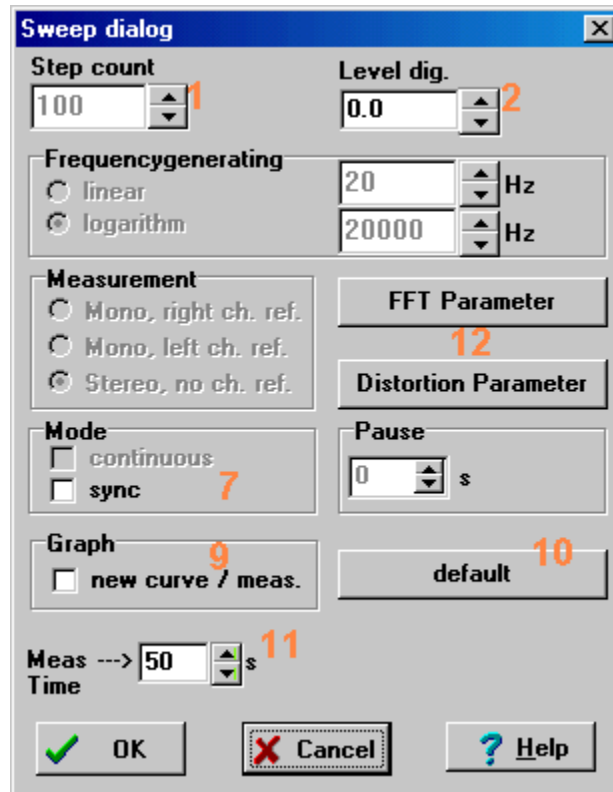 Sweep dialog
Step count
Level dig.
100
1
0.0
2
Frequencygenerating
linear
20
Hz
logarithm
20000
Hz
Measurement
Mono, right ch. ref.
Mono, left ch. ref.
Stereo, no ch. ref.
FFT Parameter
12
Distortion Parameter
Mode
continuous
sync
7
Pause
0
s
Graph
9
new curve / meas.
default
10
Meas ---> 50 s
11
Time
OK
Cancel
Help